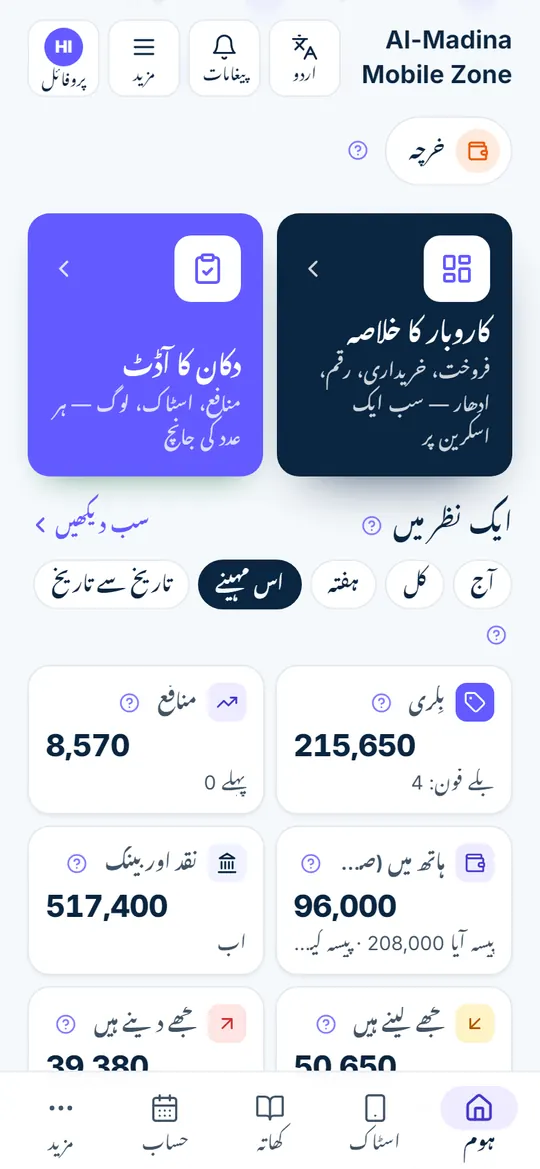 Al-Madina
Mobile Zone
اردو
پیغامات
مزید
HI
پروفائل
خرچہ
کاروبار کا خلاصہ
فروخت، خریداری، رقم،
ادھار — سب ایک
اسکرین پر
دکان کا آڈٹ
منافع، اسٹاک، لوگ — ہر
عدد کی جانچ
ایک نظر میں
سب دیکھیں
آج
کل
ہفتہ
اس مہینے
تاریخ سے تاریخ
بِلری
215,650
بلے فون: 4
منافع
8,570
پہلے 0
ہاتھ میں (صـ...
96,000
پیسہ آیا 208,000 · پیسہ گیـ...
نقد اور بینک
517,400
اب
مجھے لینے ہیں
50,650
مجھے دینے ہیں
39,380
ہوم
اسٹاک
کھاتہ
حساب
مزید